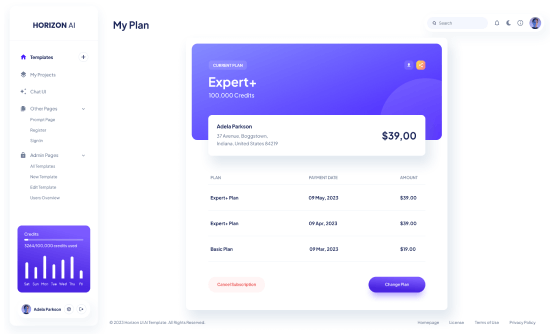 HORIZON AI
Templates
My Projects
Chat UI
Other Pages
Prompt Page
Register
Sign In
Admin Pages
All Templates
New Template
Edit Template
Users Overview
Credits
Sat Sun Mon Tue Wed Thu Fri
Adela Parkson
My Plan
Search
CURRENT PLAN
Expert+
100,000 Credits
Adela Parkson
37 Avenue, Boggstown,
Indiana, United States 84219
$39,00
PLAN PAYMENT DATE AMOUNT
Expert+ Plan 09 May, 2023 $39.00
Expert+ Plan 09 Apr, 2023 $39.00
Basic Plan 09 Mar, 2023 $19.00
Cancel Subscription
Change Plan
© 2023 Horizon UI AI Template. All Rights Reserved.
Homepage License Terms of Use Privacy Policy